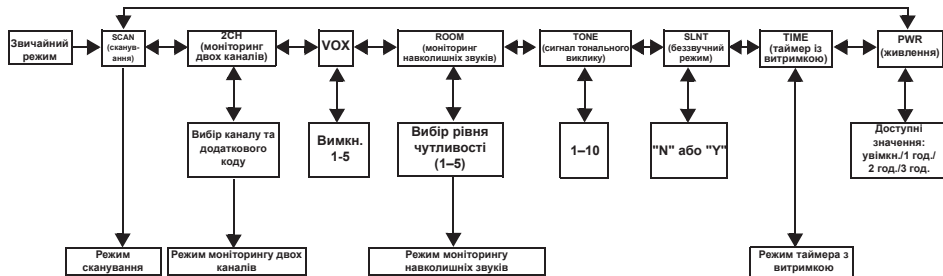 Звичайний
режим
SCAN
(сканув-
ання)
2CH
(моніторинг
двох каналів)
VOX
ROOM
(моніторинг
навколишніх звуків)
TONE
(сигнал тонального
виклику)
SLNT
(беззвучний
режим)
TIME
(таймер із
витримкою)
PWR
(живлення)
Вибір каналу та
додаткового
коду
Вимкн.
1-5
Вибір рівня
чутливості
(1–5)
1–10
"N" або "Y"
Доступні
значення:
увімкн./1 год./
2 год./3 год.
Режим
сканування
Режим моніторингу двох
каналів
Режим моніторингу
навколишніх звуків
Режим таймера з
витримкою